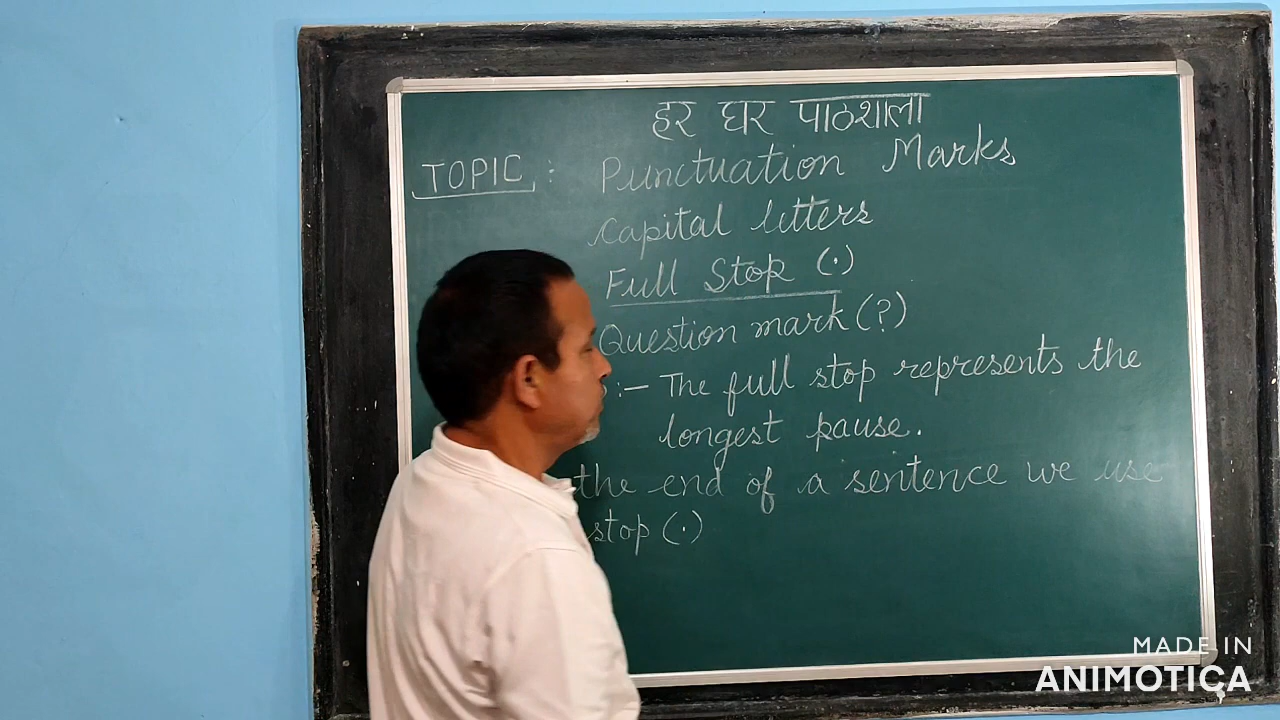 हर घर पाठशाला
TOPIC : Punctuation Marks
Capital letters
Full Stop (.)
Question mark (?)
:– The full stop represents the
longest pause.
the end of a sentence we use
stop (.)
MADE IN
ANIMOTICA